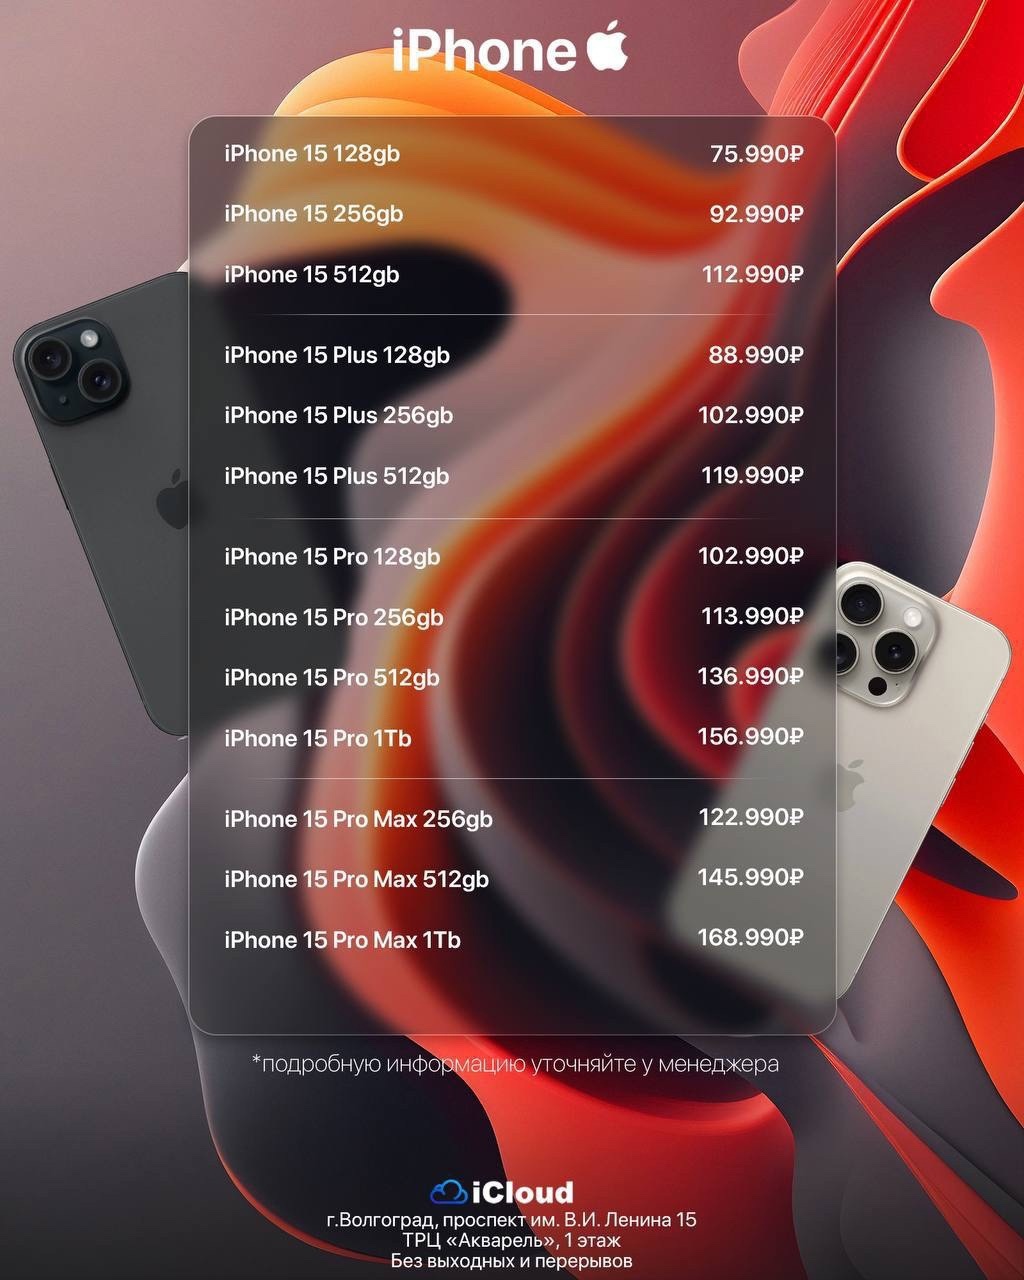 iPhone
iPhone 15 128gb 75.990₽
iPhone 15 256gb 92.990₽
iPhone 15 512gb 112.990₽
iPhone 15 Plus 128gb 88.990₽
iPhone 15 Plus 256gb 102.990₽
iPhone 15 Plus 512gb 119.990₽
iPhone 15 Pro 128gb 102.990₽
iPhone 15 Pro 256gb 113.990₽
iPhone 15 Pro 512gb 136.990₽
iPhone 15 Pro 1Tb 156.990₽
iPhone 15 Pro Max 256gb 122.990₽
iPhone 15 Pro Max 512gb 145.990₽
iPhone 15 Pro Max 1Tb 168.990₽
*подробную информацию уточняйте у менеджера
iCloud
г.Волгоград, проспект им. В.И. Ленина 15
ТРЦ «Акварель», 1 этаж
Без выходных и перерывов